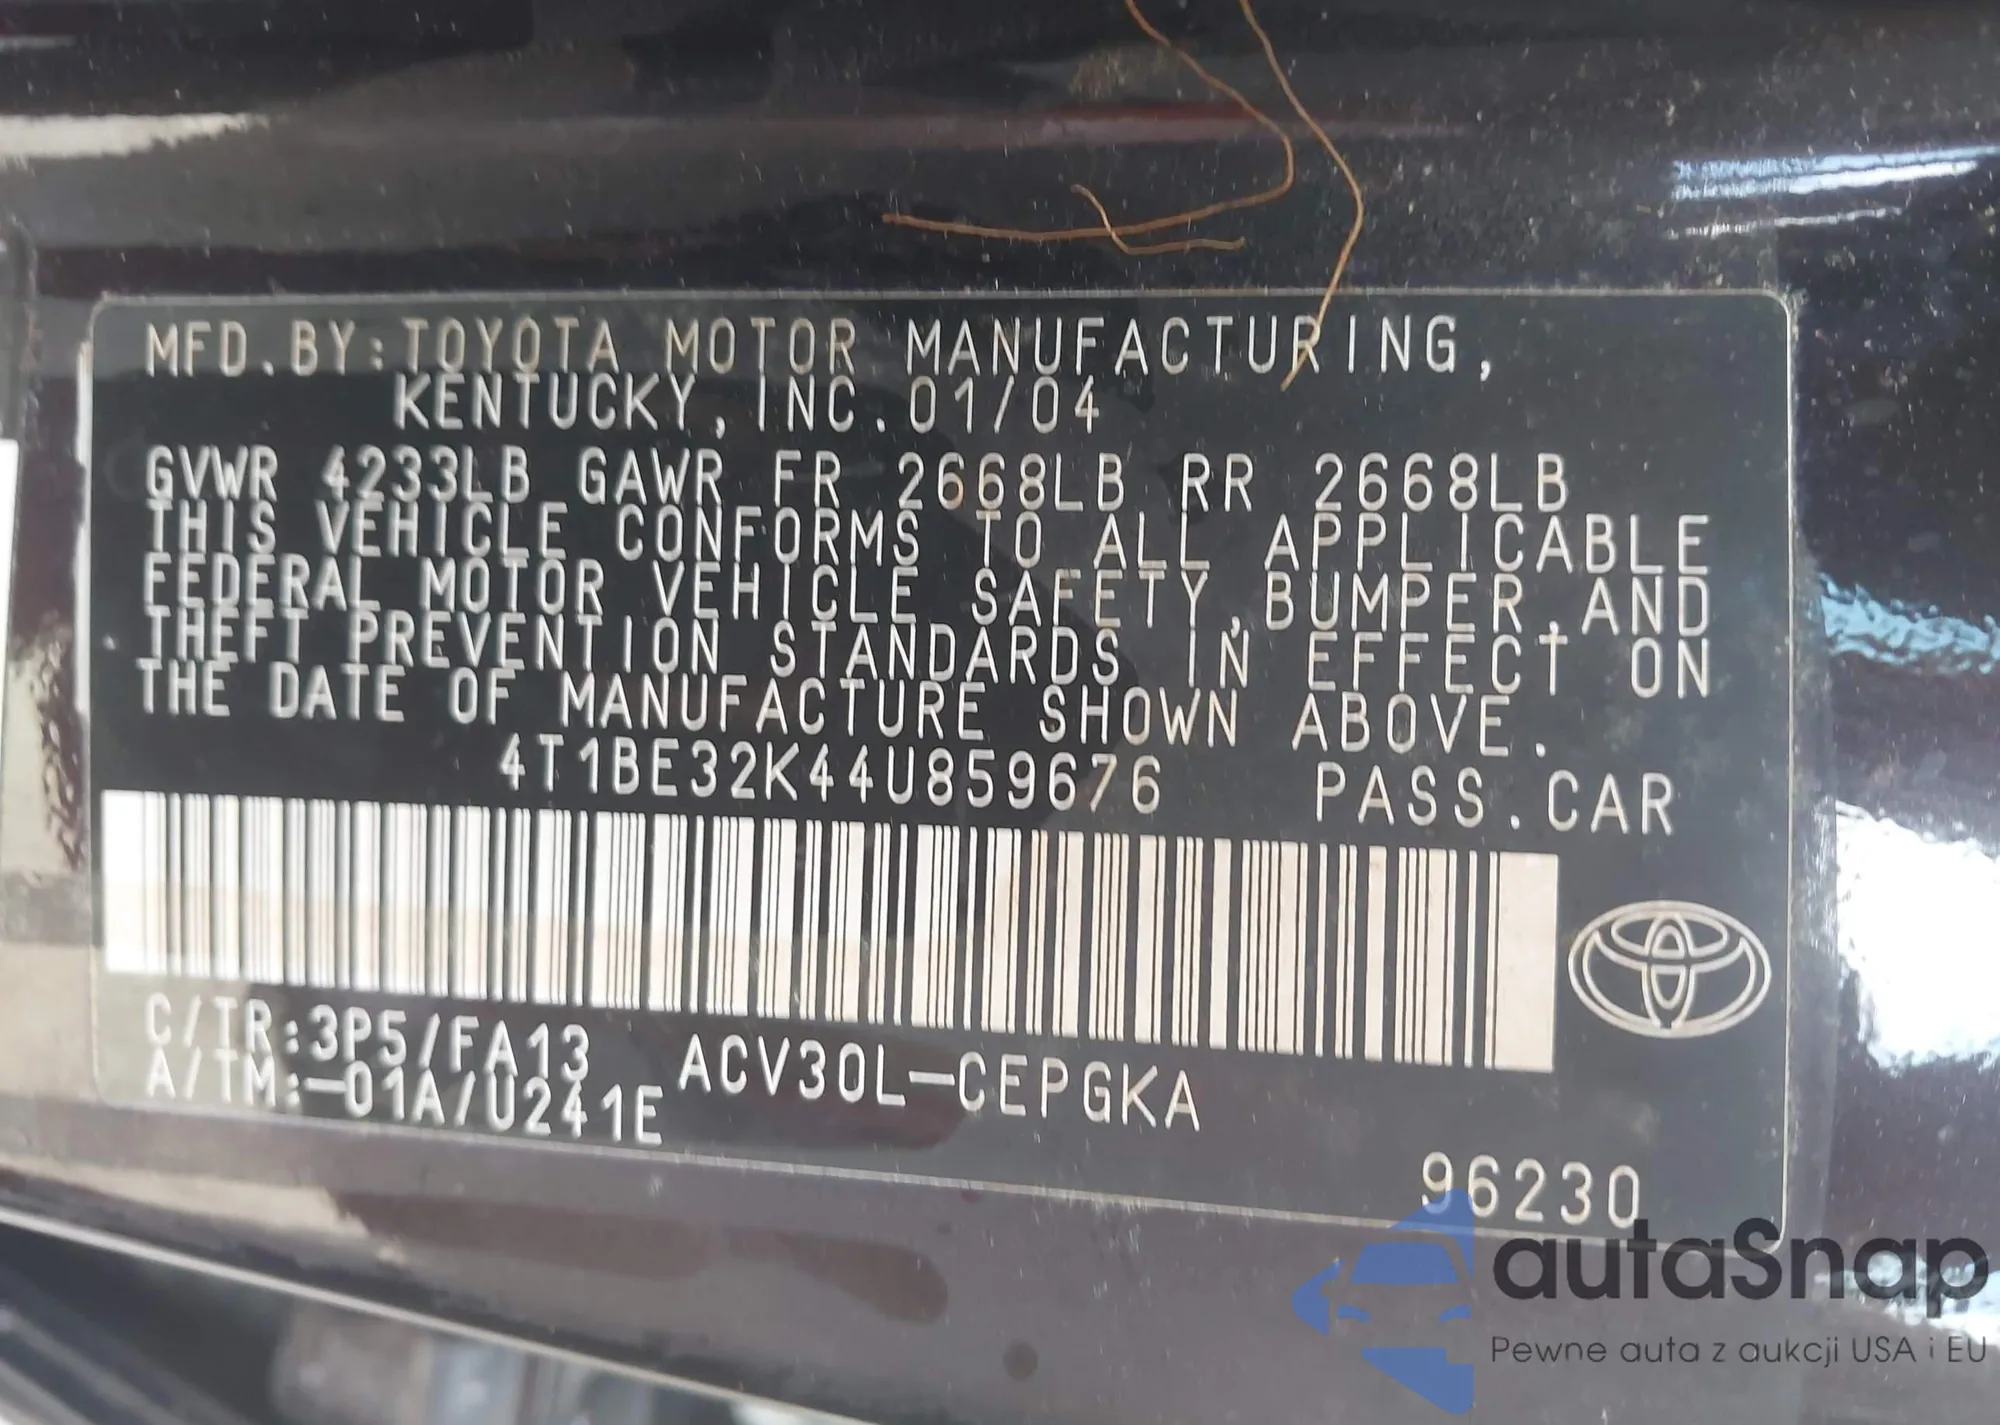 MFD.BY:TOYOTA MOTOR MANUFACTURING,
KENTUCKY,INC.01/04
GVWR 4233LB GAWR FR 2668LB RR 2668LB
THIS VEHICLE CONFORMS TO ALL APPLICABLE
FEDERAL MOTOR VEHICLE SAFETY,BUMPER,AND
THEFT PREVENTION STANDARDS IN EFFECT ON
THE DATE OF MANUFACTURE SHOWN ABOVE.
4T1BE32K44U859676 PASS.CAR
C/TR:3P5/FA13 ACV30L-CEPGKA
A/TM:-01A/U241E
96230
autaSnap
Pewne auta z aukcji USA i EU